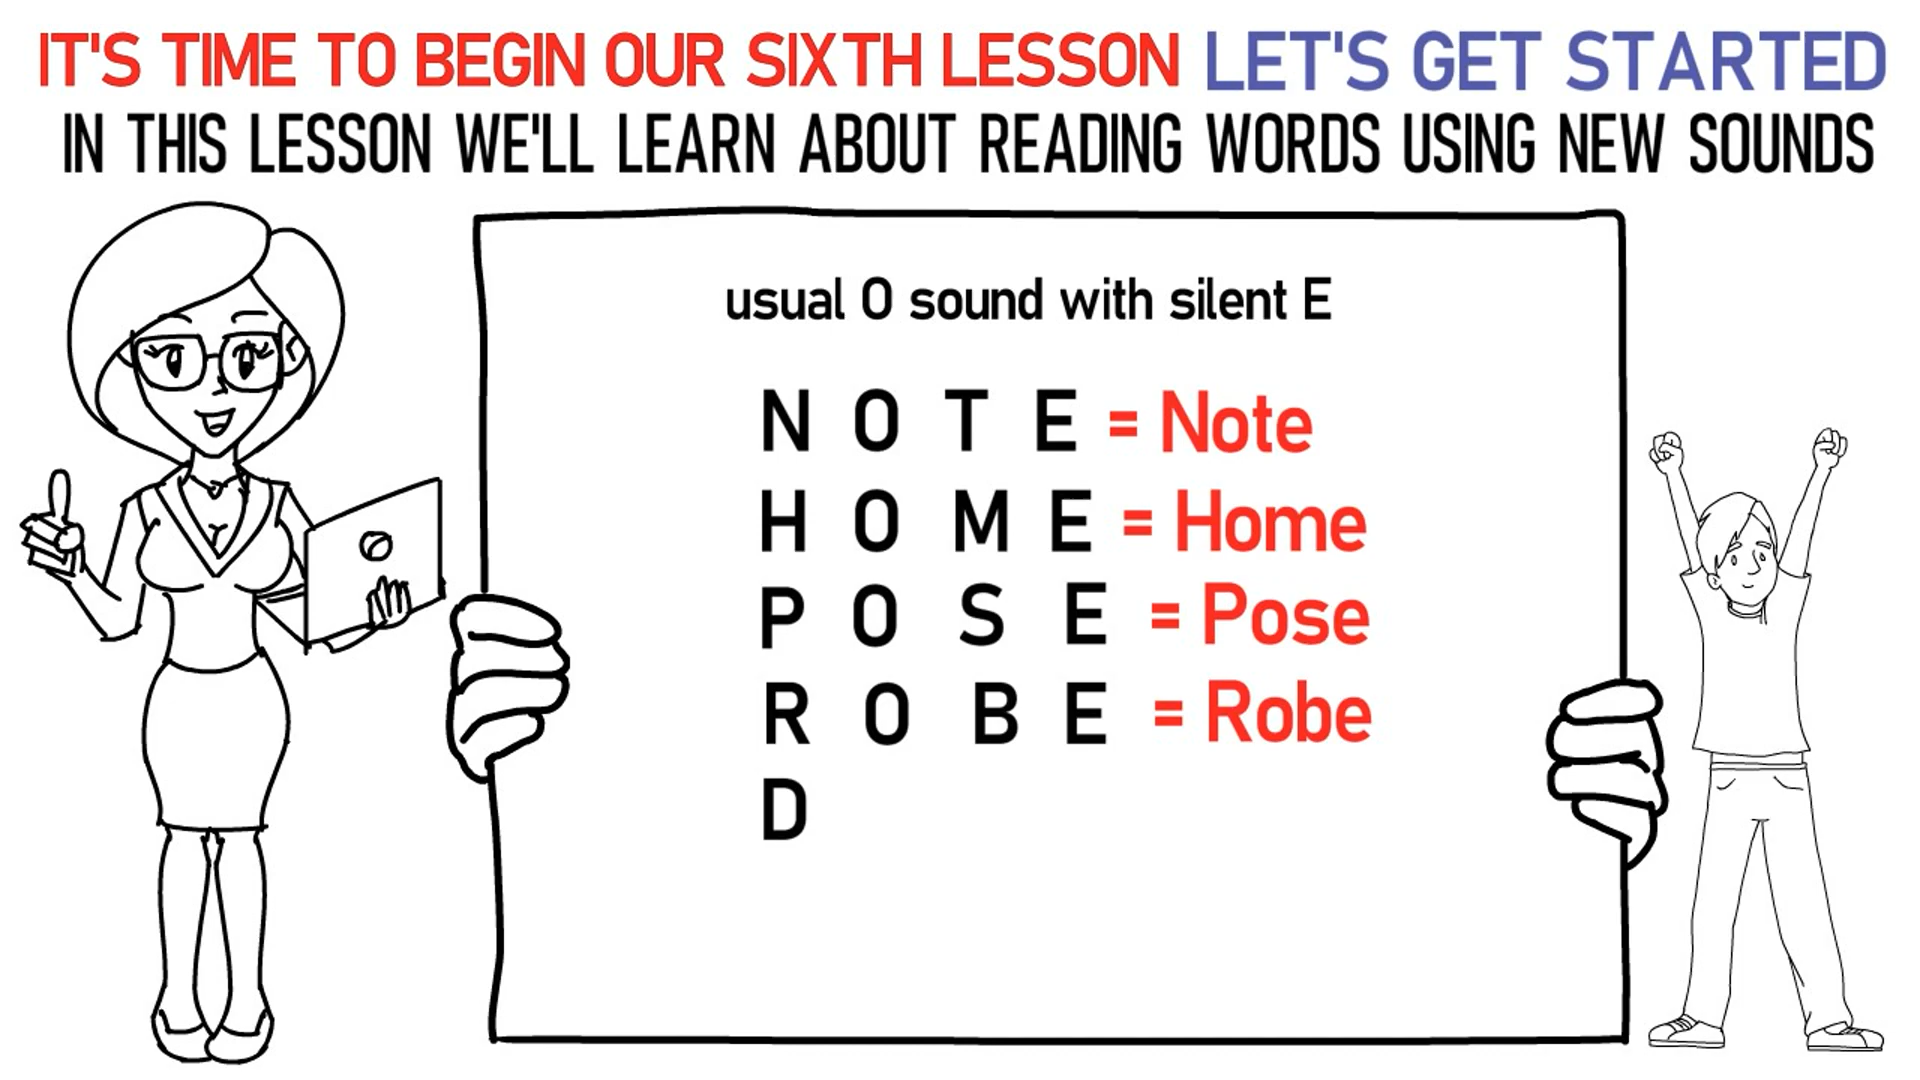 IT'S TIME TO BEGIN OUR SIXTH LESSON LET'S GET STARTED
IN THIS LESSON WE'LL LEARN ABOUT READING WORDS USING NEW SOUNDS
usual O sound with silent E
N O T E = Note
H O M E = Home
P O S E = Pose
R O B E = Robe
D